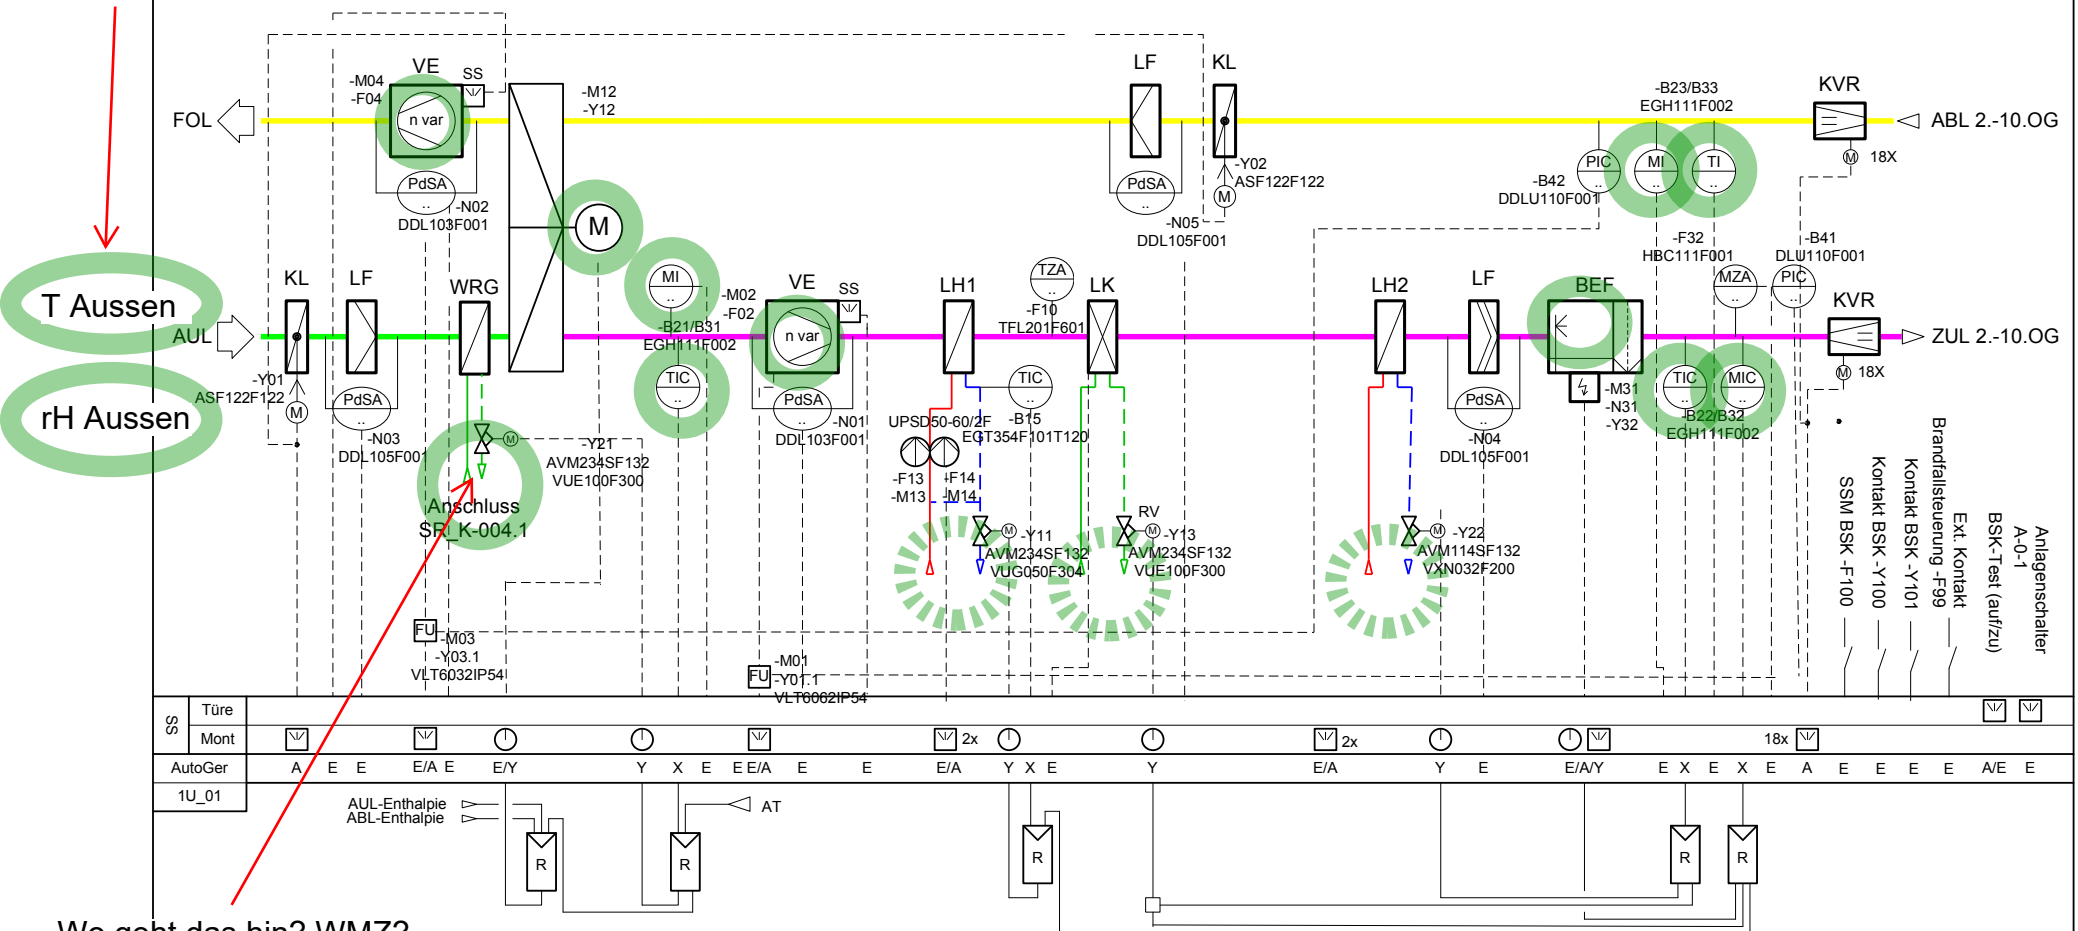 VE
SS
-M04
-F04
n var
FOL
PdSA
..
-N02
DDL103F001
-M12
-Y12
M
LF
KL
PdSA
..
-N05
DDL105F001
-Y02
ASF122F122
M
-B23/B33
EGH111F002
PIC
..
MI
..
TI
..
-B42
DDLU110F001
KVR
M
18X
ABL 2.-10.OG
T Aussen
AUL
rH Aussen
KL
LF
WRG
-Y01
ASF122F122
M
PdSA
..
-N03
DDL105F001
M
-Y21
AVM234SF132
VUE100F300
Anschluss
SR_K-004.1
MI
..
-B21/B31
EGH111F002
TIC
..
VE
SS
-M02
-F02
n var
PdSA
..
-N01
DDL103F001
LH1
TZA
..
-F10
TFL201F601
LK
TIC
..
-B15
EGT354F101T120
UPSD50-60/2F
-F13
-M13
-F14
-M14
M
-Y11
AVM234SF132
VUG050F304
RV
M
-Y13
AVM234SF132
VUE100F300
LH2
LF
BEF
M
-Y22
AVM114SF132
VXN032F200
PdSA
..
-N04
DDL105F001
-M31
-N31
-Y32
-F32
HBC111F001
MZA
..
-B41
DLU110F001
PIC
..
TIC
..
MIC
..
-B22/B32
EGH111F002
KVR
M
18X
ZUL 2.-10.OG
SSM BSK -F100
Kontakt BSK -Y100
Kontakt BSK -Y101
Brandfallsteuerung -F99
Ext. Kontakt
BSK-Test (auf/zu)
A-0-1
Anlagenschalter
FU
-M03
-Y03.1
VLT6032IP54
FU
-M01
-Y01.1
VLT6062IP54
SS
Türe
Mont
2x
2x
18x
AutoGer
A E E E/A E E/Y Y X E E E/A E E E/A Y X E Y E/A Y E E/A/Y E X E X E A E E E E A/E E
1U_01
AUL-Enthalpie
ABL-Enthalpie
AT
R
R
R
R
R
Wo geht das hin? WMZ?